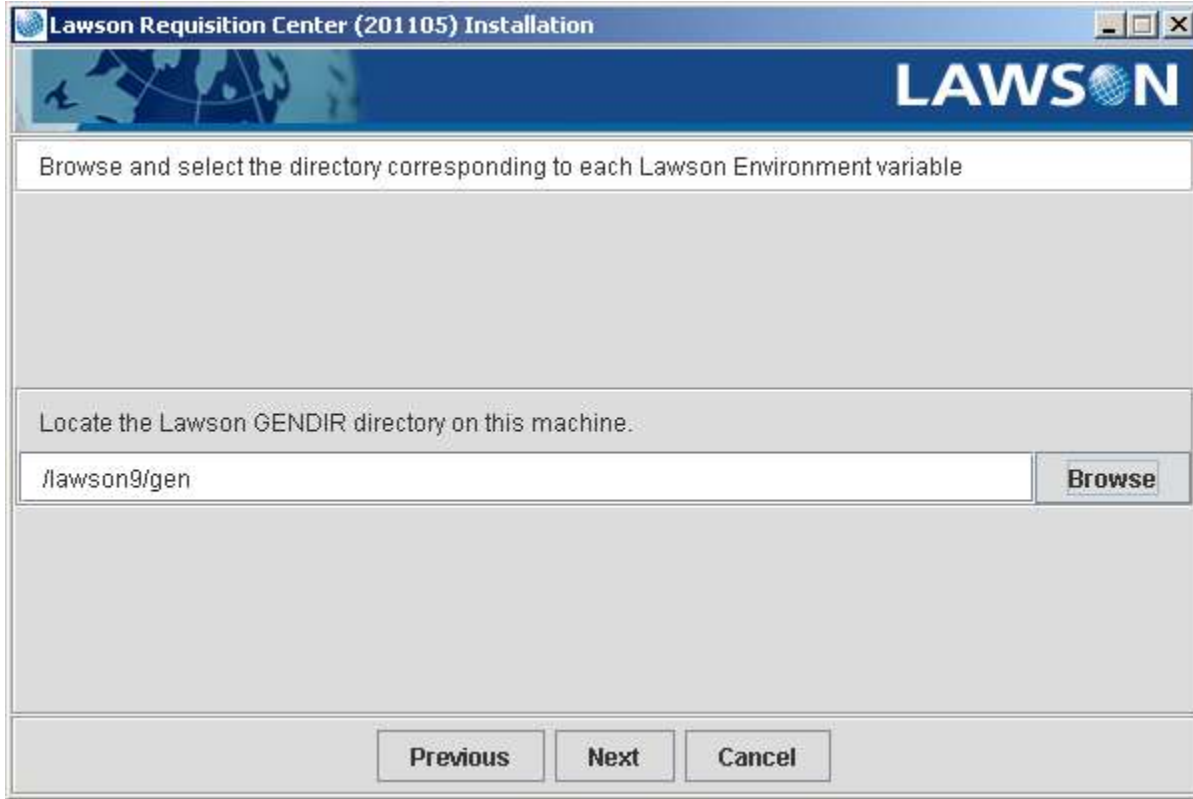 Lawson Requisition Center (201105) Installation
LAWSON
Browse and select the directory corresponding to each Lawson Environment variable
Locate the Lawson GENDIR directory on this machine.
/lawson9/gen Browse
Previous Next Cancel